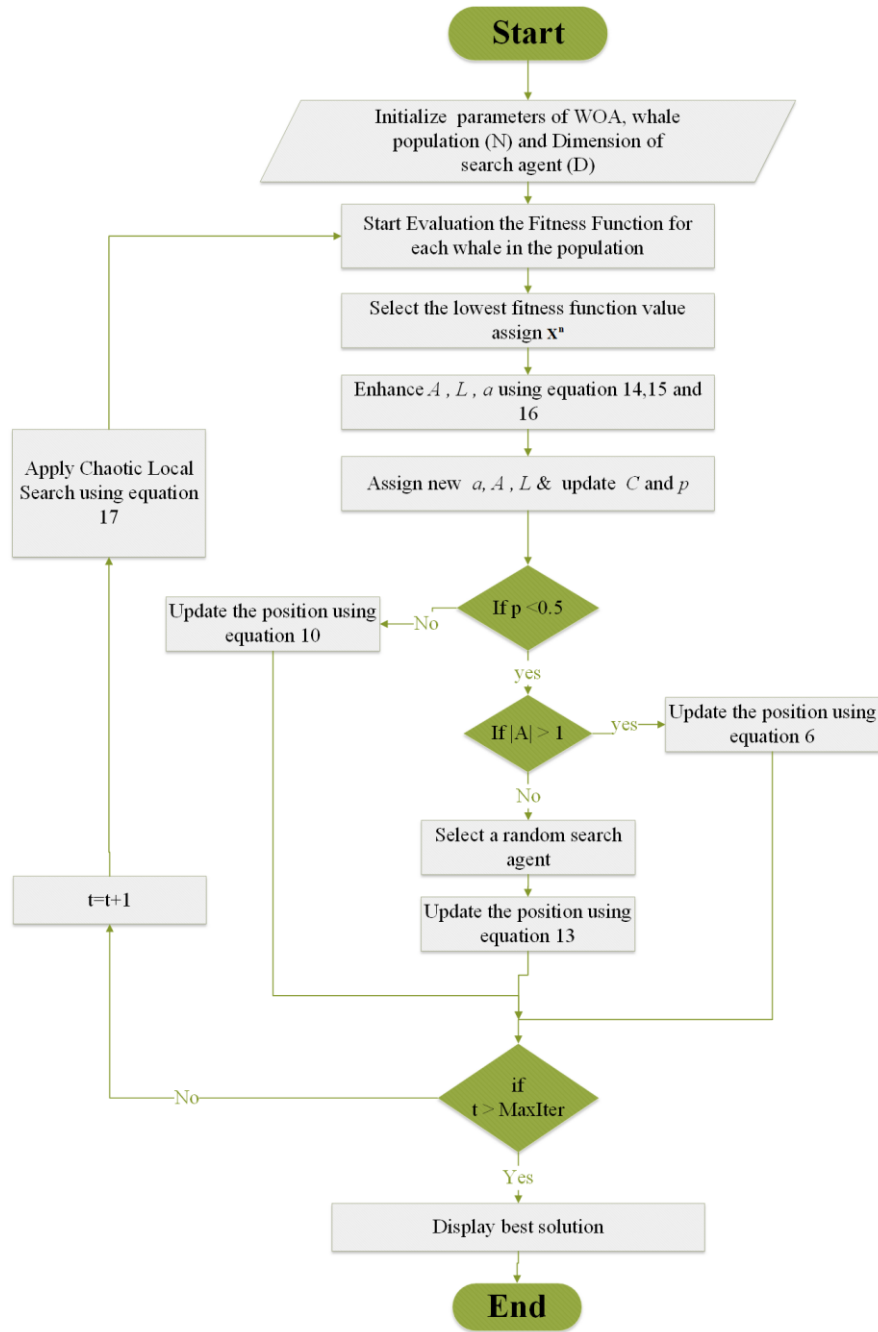 Start
Initialize parameters of WOA, whale
population (N) and Dimension of
search agent (D)
Start Evaluation the Fitness Function for
each whale in the population
Select the lowest fitness function value
assign xⁿ
Enhance A , L , a using equation 14,15 and
16
Assign new a, A , L & update C and p
Apply Chaotic Local
Search using equation
17
If p <0.5
No
Update the position using
equation 10
yes
If |A| > 1
yes
Update the position using
equation 6
No
Select a random search
agent
Update the position using
equation 13
t=t+1
if
t > MaxIter
No
Yes
Display best solution
End